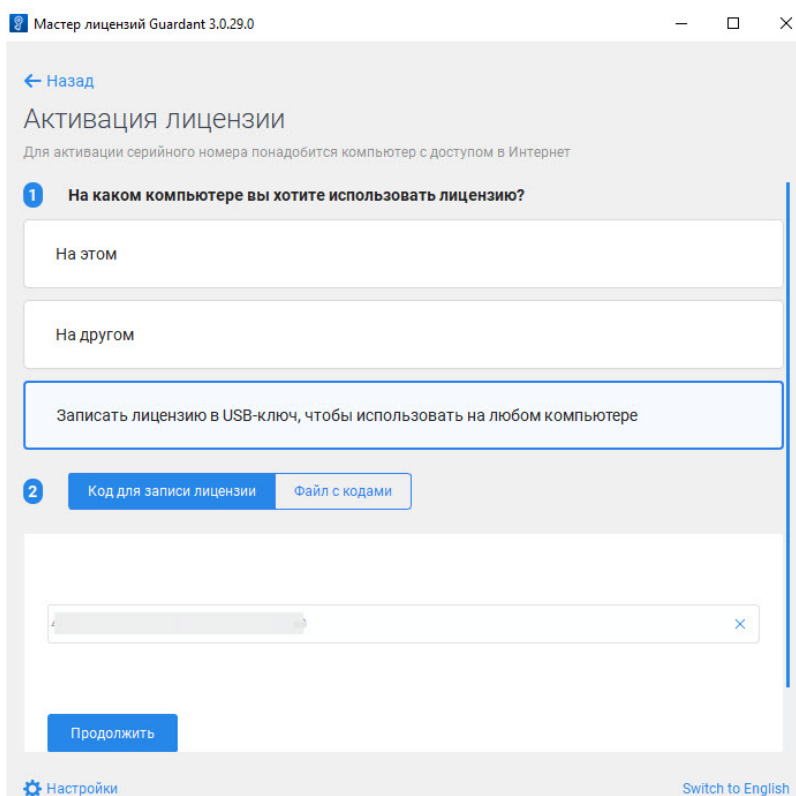 Мастер лицензий Guardant 3.0.29.0
Назад
Активация лицензии
Для активации серийного номера понадобится компьютер с доступом в Интернет
1 На каком компьютере вы хотите использовать лицензию?
На этом
На другом
Записать лицензию в USB-ключ, чтобы использовать на любом компьютере
2 Код для записи лицензии Файл с кодами
Продолжить
Настройки Switch to English